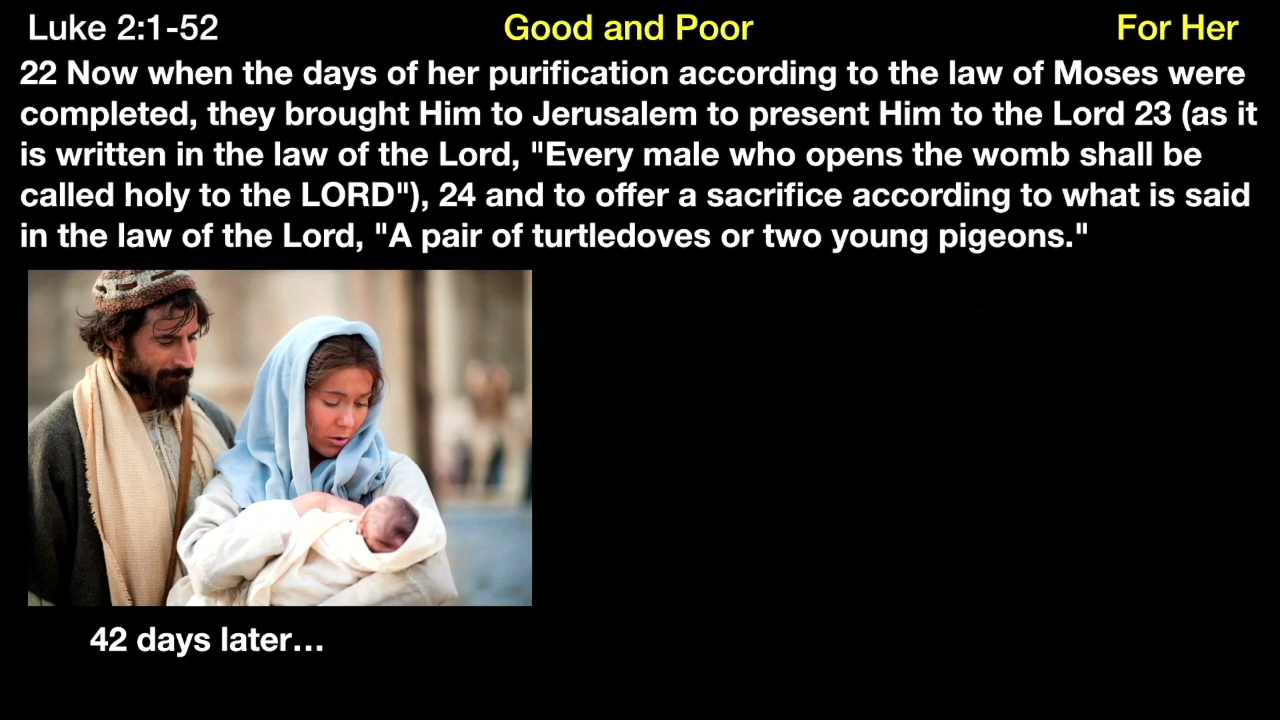 Luke 2:1-52 Good and Poor For Her
22 Now when the days of her purification according to the law of Moses were
completed, they brought Him to Jerusalem to present Him to the Lord 23 (as it
is written in the law of the Lord, "Every male who opens the womb shall be
called holy to the LORD"), 24 and to offer a sacrifice according to what is said
in the law of the Lord, "A pair of turtledoves or two young pigeons."
42 days later…